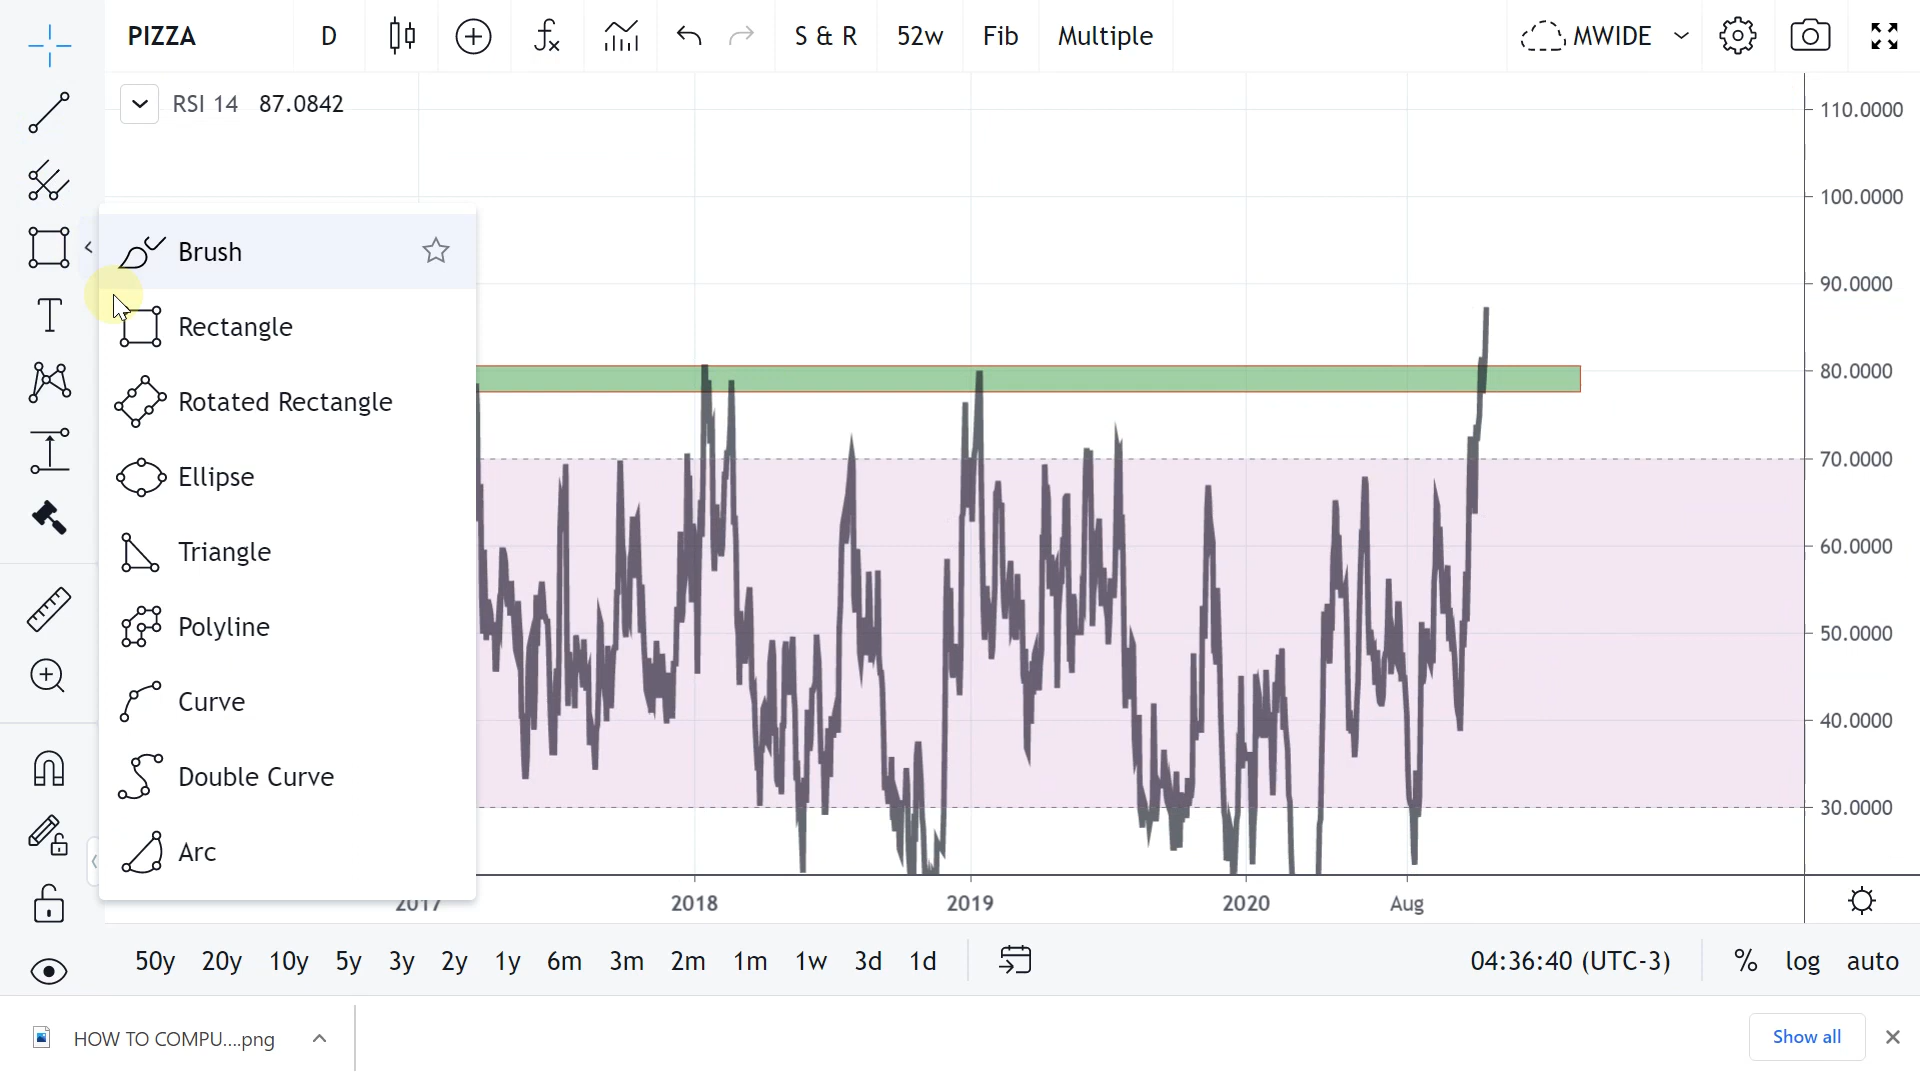 PIZZA D S & R 52w Fib Multiple MWIDE
RSI 14 87.0842
110.0000
100.0000
90.0000
80.0000
70.0000
60.0000
50.0000
40.0000
30.0000
Brush
Rectangle
Rotated Rectangle
Ellipse
Triangle
Polyline
Curve
Double Curve
Arc
2017 2018 2019 2020 Aug
50y 20y 10y 5y 3y 2y 1y 6m 3m 2m 1m 1w 3d 1d 04:36:40 (UTC-3) % log auto
HOW TO COMPU....png Show all